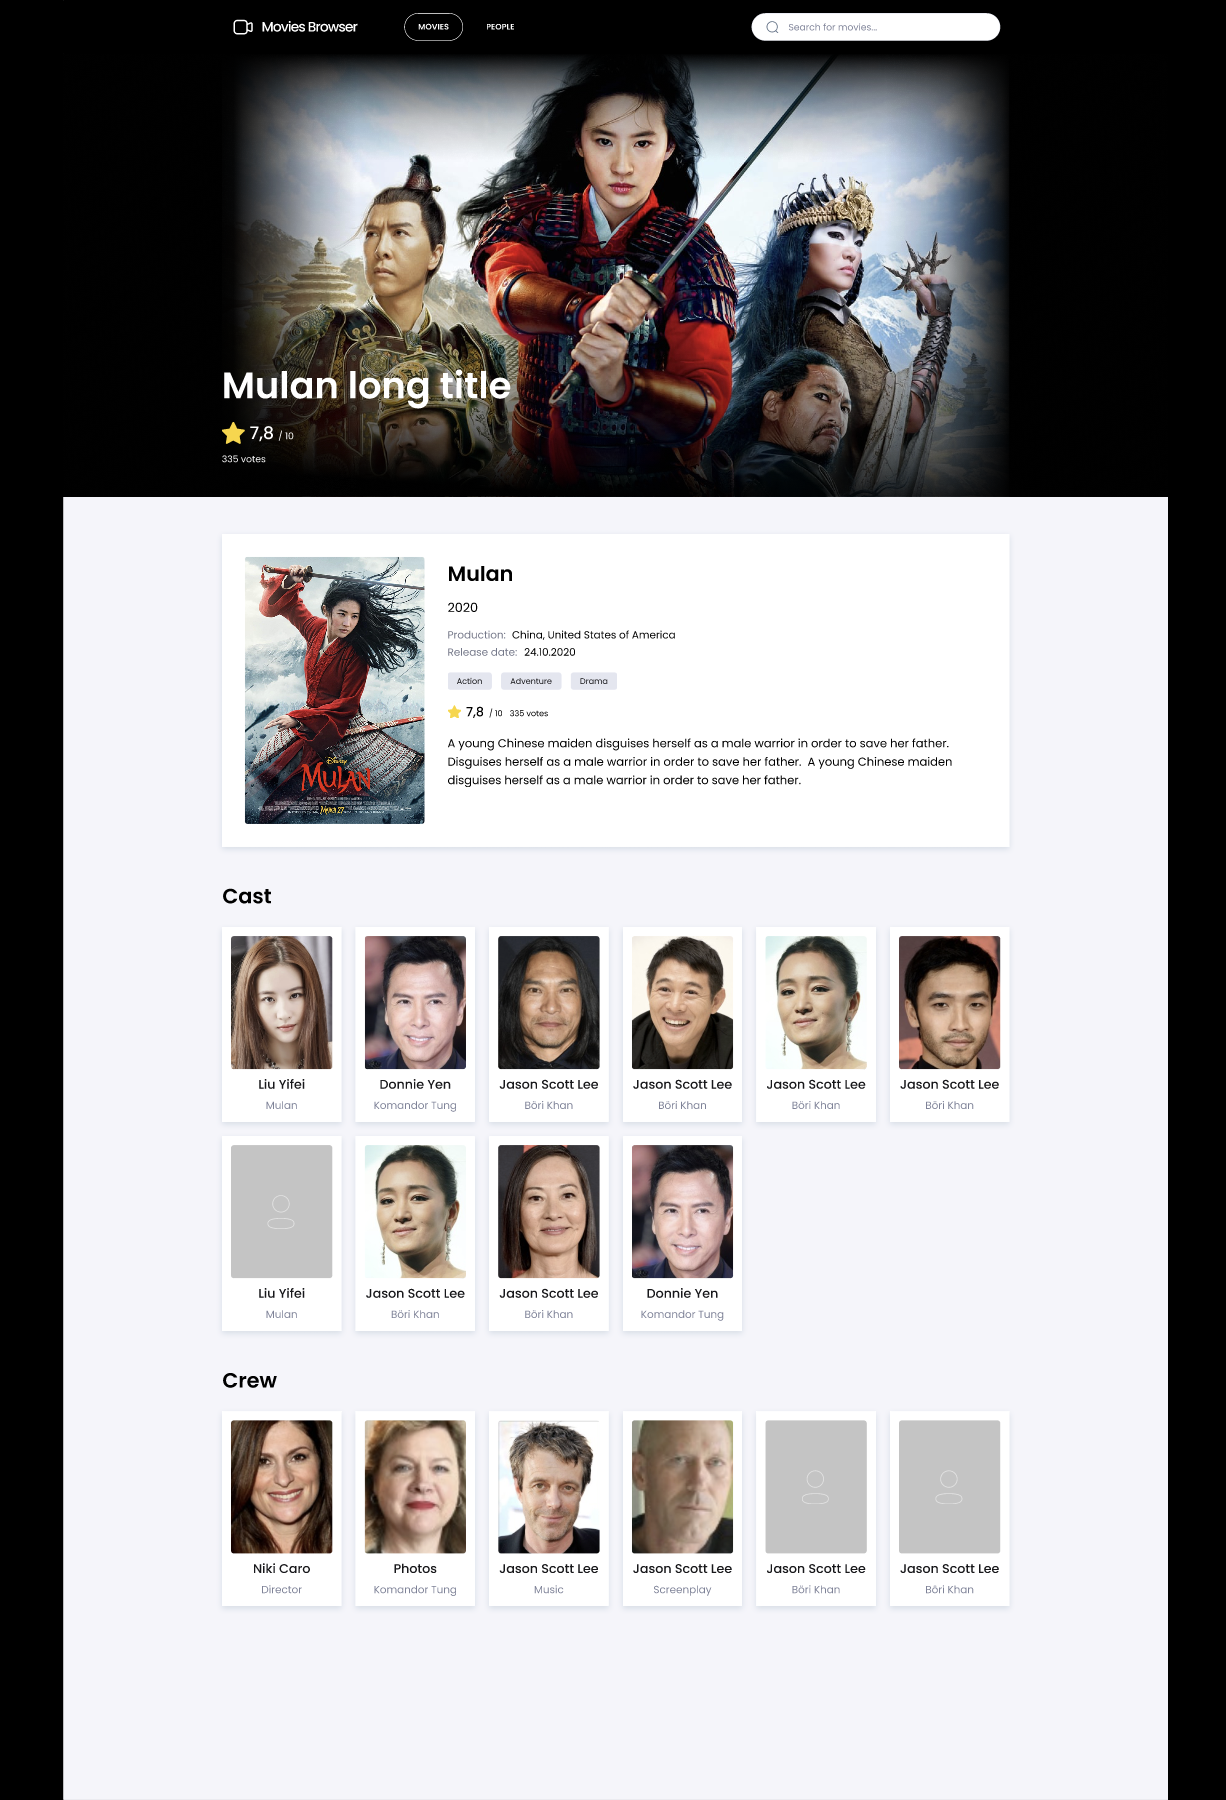 Movies Browser
MOVIES
PEOPLE
Search for movies...
Mulan long title
7,8 / 10
335 votes
Mulan
2020
Production: China, United States of America
Release date: 24.10.2020
Action
Adventure
Drama
7,8 / 10 335 votes
A young Chinese maiden disguises herself as a male warrior in order to save her father.
Disguises herself as a male warrior in order to save her father. A young Chinese maiden
disguises herself as a male warrior in order to save her father.
Disney
MULAN
MARCH 27
Cast
Liu Yifei
Mulan
Donnie Yen
Komandor Tung
Jason Scott Lee
Böri Khan
Jason Scott Lee
Böri Khan
Jason Scott Lee
Böri Khan
Jason Scott Lee
Böri Khan
Liu Yifei
Mulan
Jason Scott Lee
Böri Khan
Jason Scott Lee
Böri Khan
Donnie Yen
Komandor Tung
Crew
Niki Caro
Director
Photos
Komandor Tung
Jason Scott Lee
Music
Jason Scott Lee
Screenplay
Jason Scott Lee
Böri Khan
Jason Scott Lee
Böri Khan